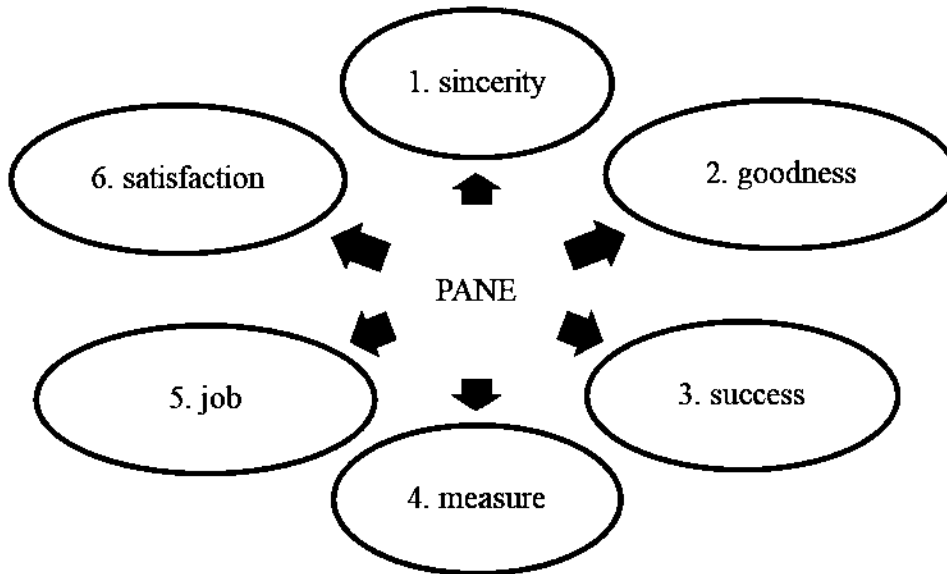 1. sincerity
6. satisfaction
2. goodness
PANE
5. job
3. success
4. measure